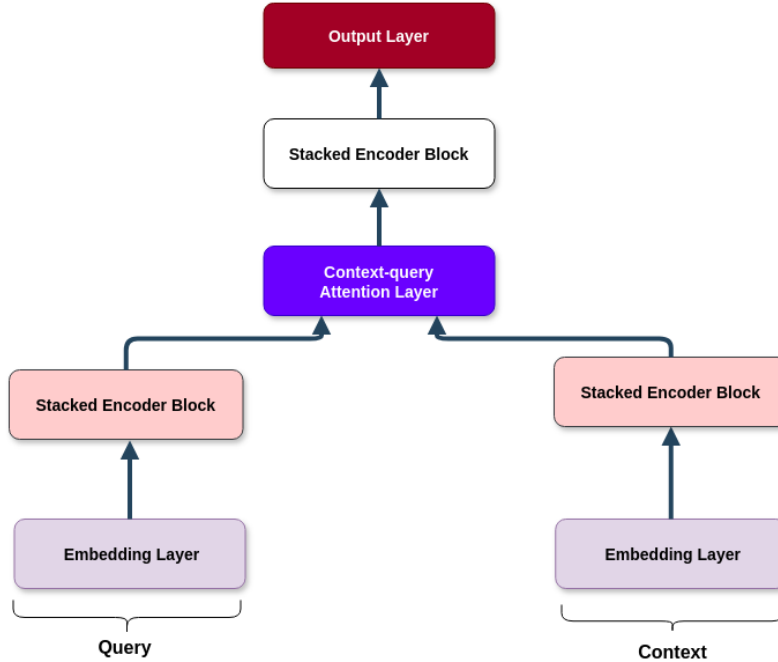 Output Layer
Stacked Encoder Block
Context-query
Attention Layer
Stacked Encoder Block
Stacked Encoder Block
Embedding Layer
Embedding Layer
Query
Context